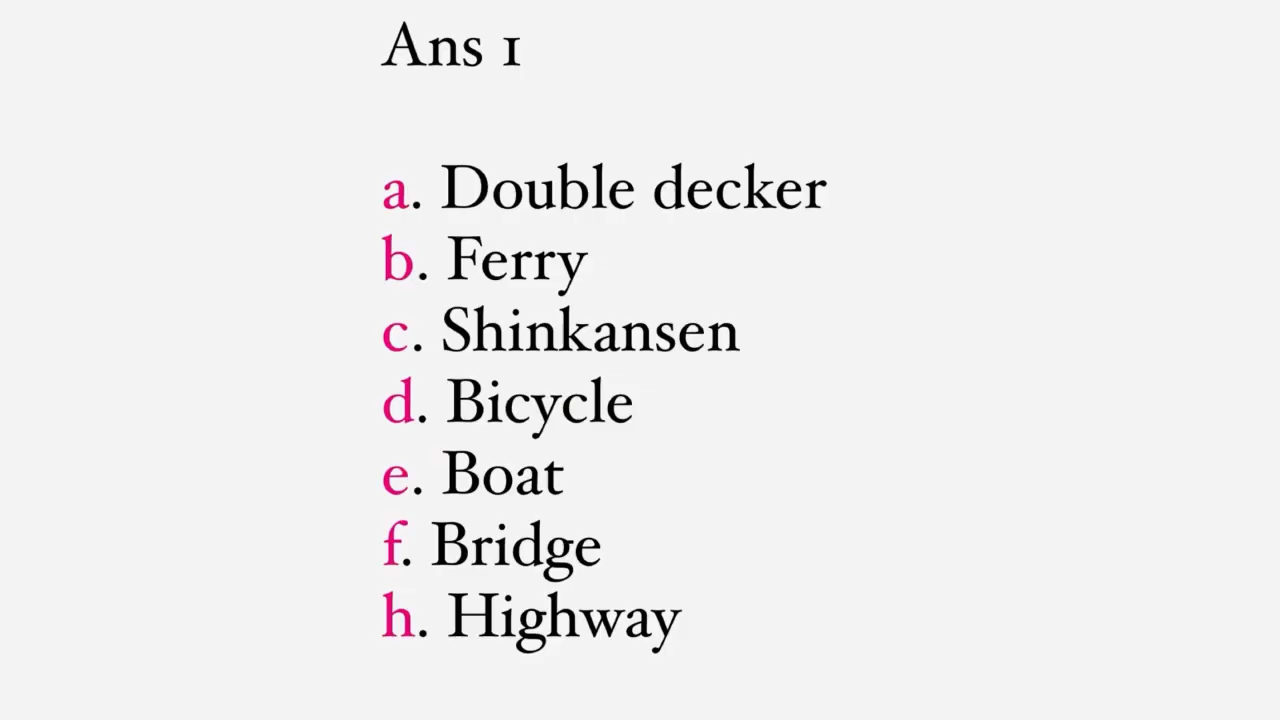 Ans 1
a. Double decker
b. Ferry
c. Shinkansen
d. Bicycle
e. Boat
f. Bridge
h. Highway